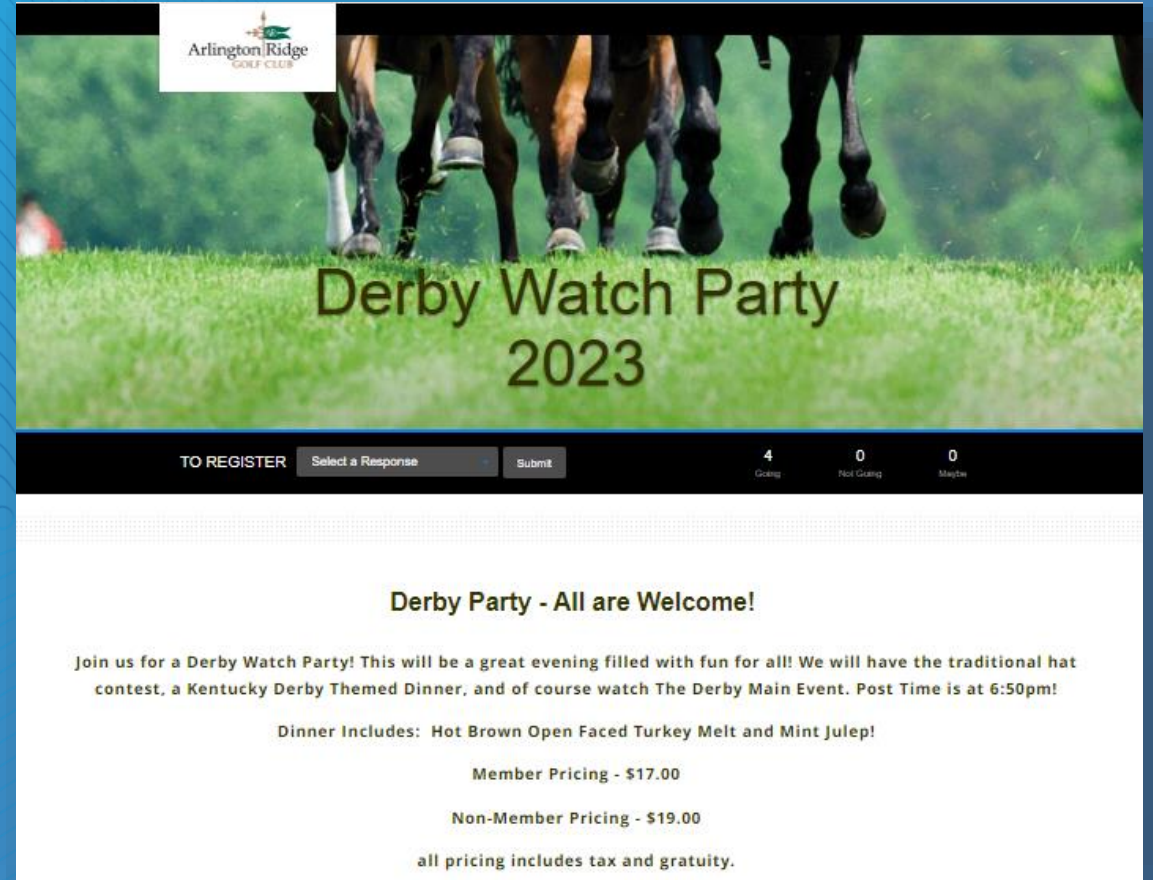 Arlington Ridge
GOLF CLUB
Derby Watch Party
2023
TO REGISTER Select a Response Submit 4 0 0
Going Not Going Maybe
Derby Party - All are Welcome!
Join us for a Derby Watch Party! This will be a great evening filled with fun for all! We will have the traditional hat
contest, a Kentucky Derby Themed Dinner, and of course watch The Derby Main Event. Post Time is at 6:50pm!
Dinner Includes: Hot Brown Open Faced Turkey Melt and Mint Julep!
Member Pricing - $17.00
Non-Member Pricing - $19.00
all pricing includes tax and gratuity.